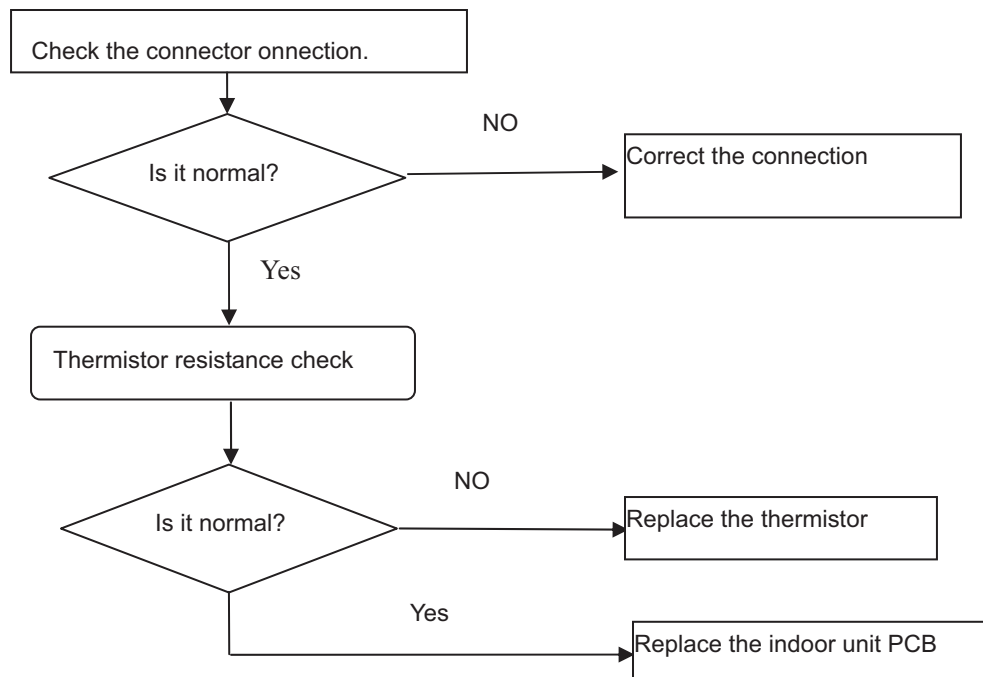 Check the connector onnection.
NO
Is it normal?
Correct the connection
Yes
Thermistor resistance check
NO
Is it normal?
Replace the thermistor
Yes
Replace the indoor unit PCB